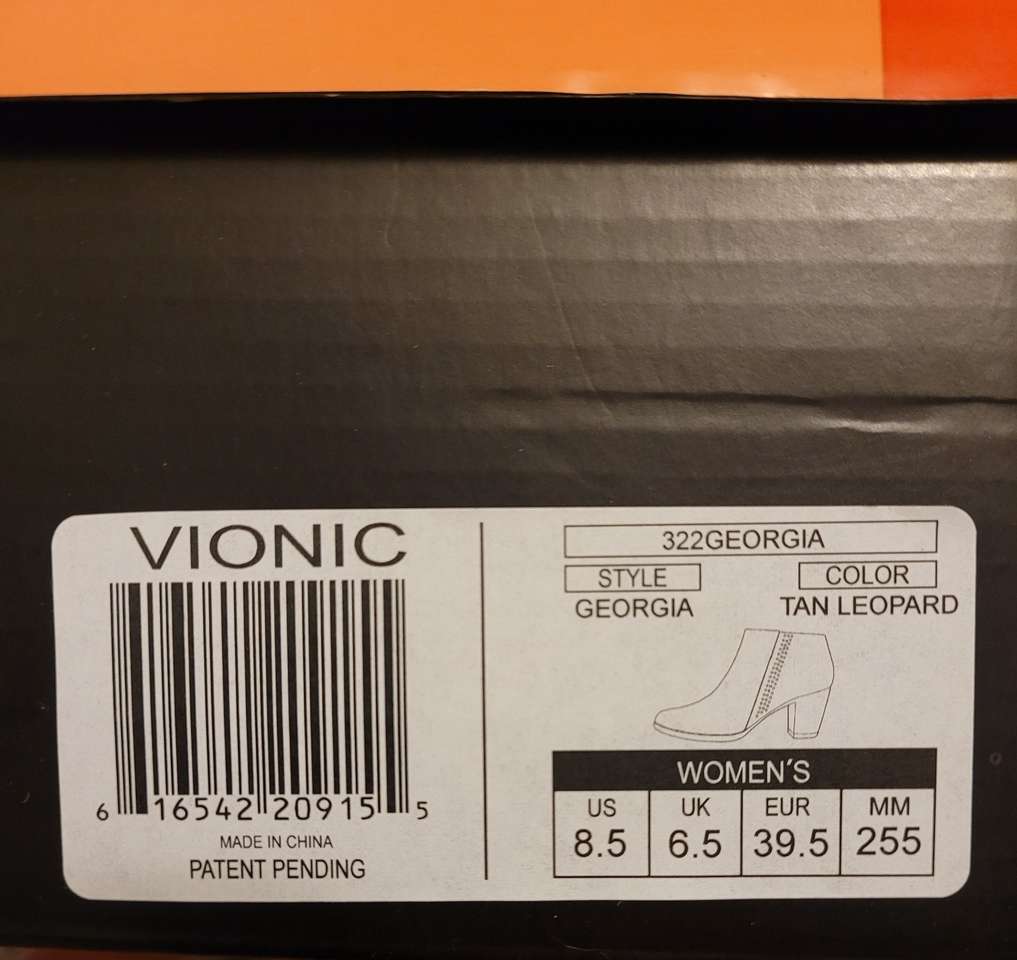 VIONIC
6 16542 20915 5
MADE IN CHINA
PATENT PENDING
322GEORGIA
STYLE COLOR
GEORGIA TAN LEOPARD
WOMEN´S
US UK EUR MM
8.5 6.5 39.5 255